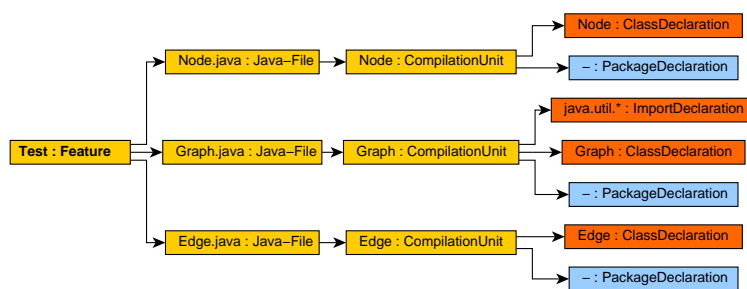 Node : ClassDeclaration
Node.java : Java−File
Node : CompilationUnit
− : PackageDeclaration
java.util.* : ImportDeclaration
Test : Feature
Graph.java : Java−File
Graph : CompilationUnit
Graph : ClassDeclaration
− : PackageDeclaration
Edge.java : Java−File
Edge : CompilationUnit
Edge : ClassDeclaration
− : PackageDeclaration